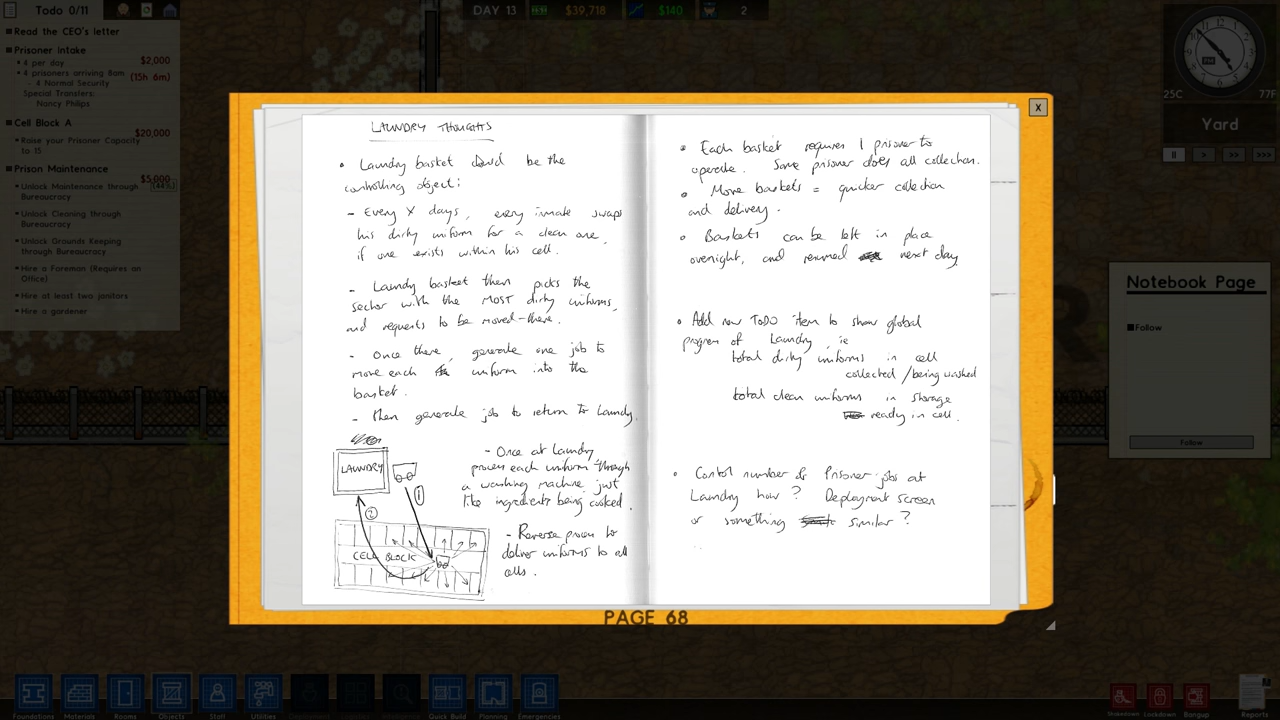 Todo 0/11
DAY 13 $39,718 $140 2
Read the CEO's letter
Prisoner Intake
$2,000
4 per day
4 prisoners arriving 8am
(15h 6m)
- 4 Normal Security
Special Transfers:
Nancy Philips
Cell Block A
$20,000
Raise your Prisoner Capacity
to 15
Prison Maintenance
$5,000
Unlock Maintenance through
Bureaucracy
Unlock Cleaning through
Bureaucracy
Unlock Grounds Keeping
through Bureaucracy
Hire a Foreman (Requires an
Office)
Hire at least two janitors
Hire a gardener
LAUNDRY THOUGHTS
Laundry basket should be the
controlling object:
- Every X days, every inmate swaps
his dirty uniform for a clean one,
if one exists within his cell.
- Laundry basket then picks the
sector with the MOST dirty uniforms,
and requests to be moved there.
- Once there, generate one job to
move each uniform into the
basket.
- Then generate job to return to Laundry.
LAUNDRY
1
2
CELL BLOCK
- Once at Laundry
process each uniform through
a washing machine just
like ingredients being cooked.
- Reverse process to
deliver uniforms to all
cells.
Each basket requires 1 prisoner to
operate. Same prisoner does all collection.
More baskets = quicker collection
and delivery.
Baskets can be left in place
overnight, and resumed next day.
Add new TODO item to show global
progress of Laundry, ie
total dirty uniforms in cell
collected / being washed
total clean uniforms in storage
ready in cell.
Control number of Prisoner jobs at
Laundry how? Deployment screen
or something similar?
PAGE 68
X
25C 77F
PM
Yard
Notebook Page
Follow
Follow
Foundations Materials Rooms Objects Staff Utilities Quick Build Planning Emergencies
Shakedown Lockdown Bangup Reports